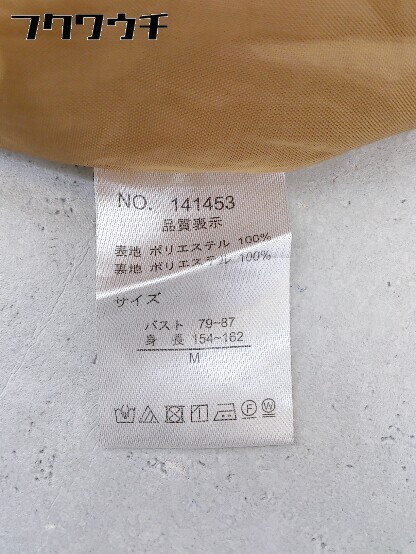 フクワウチ
NO. 141453
品質表示
表地 ポリエステル 100%
裏地 ポリエステル 100%
サイズ
バスト 79~87
身長 154~162
M